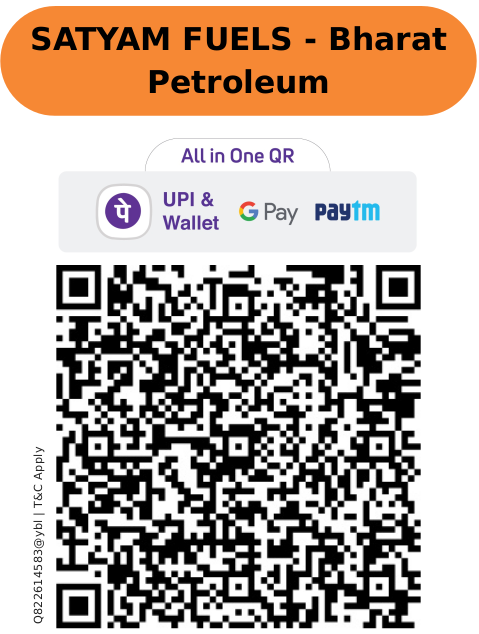 SATYAM FUELS - Bharat
Petroleum
All in One QR
पे
UPI &
Wallet
G Pay
paytm
Q822614583@ybl | T&C Apply